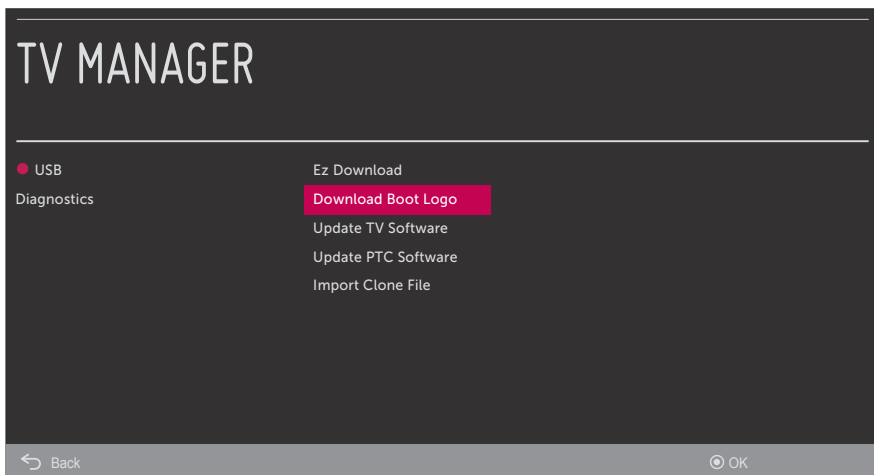 TV MANAGER
USB
Diagnostics
Ez Download
Download Boot Logo
Update TV Software
Update PTC Software
Import Clone File
Back
OK